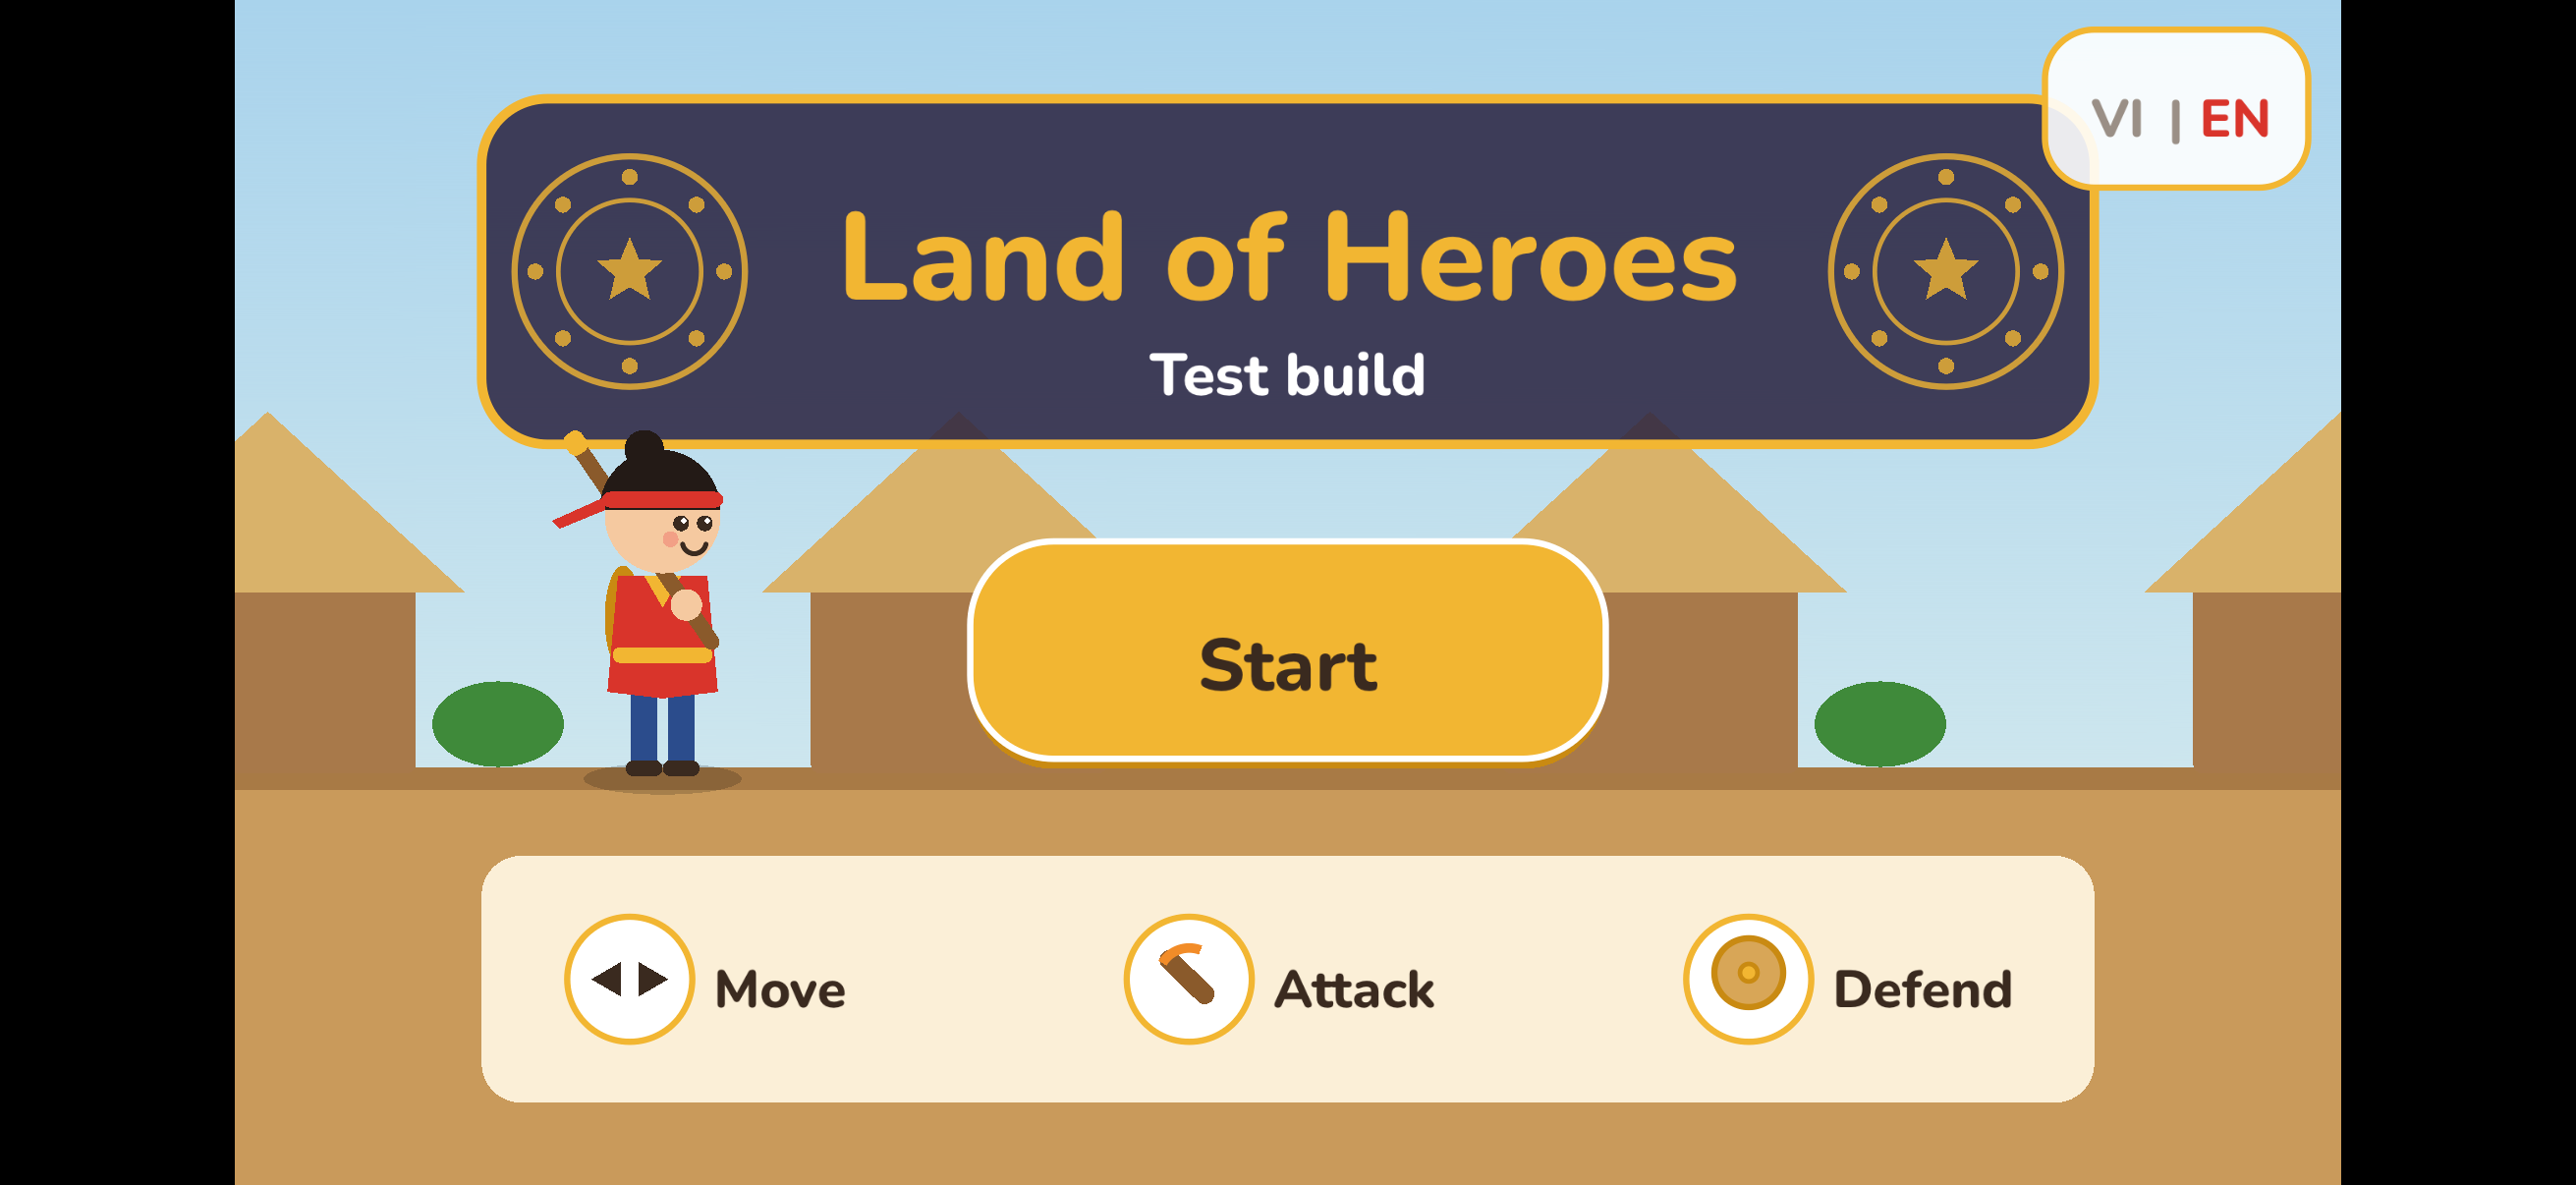 VI | EN
Land of Heroes
Test build
Start
Move
Attack
Defend